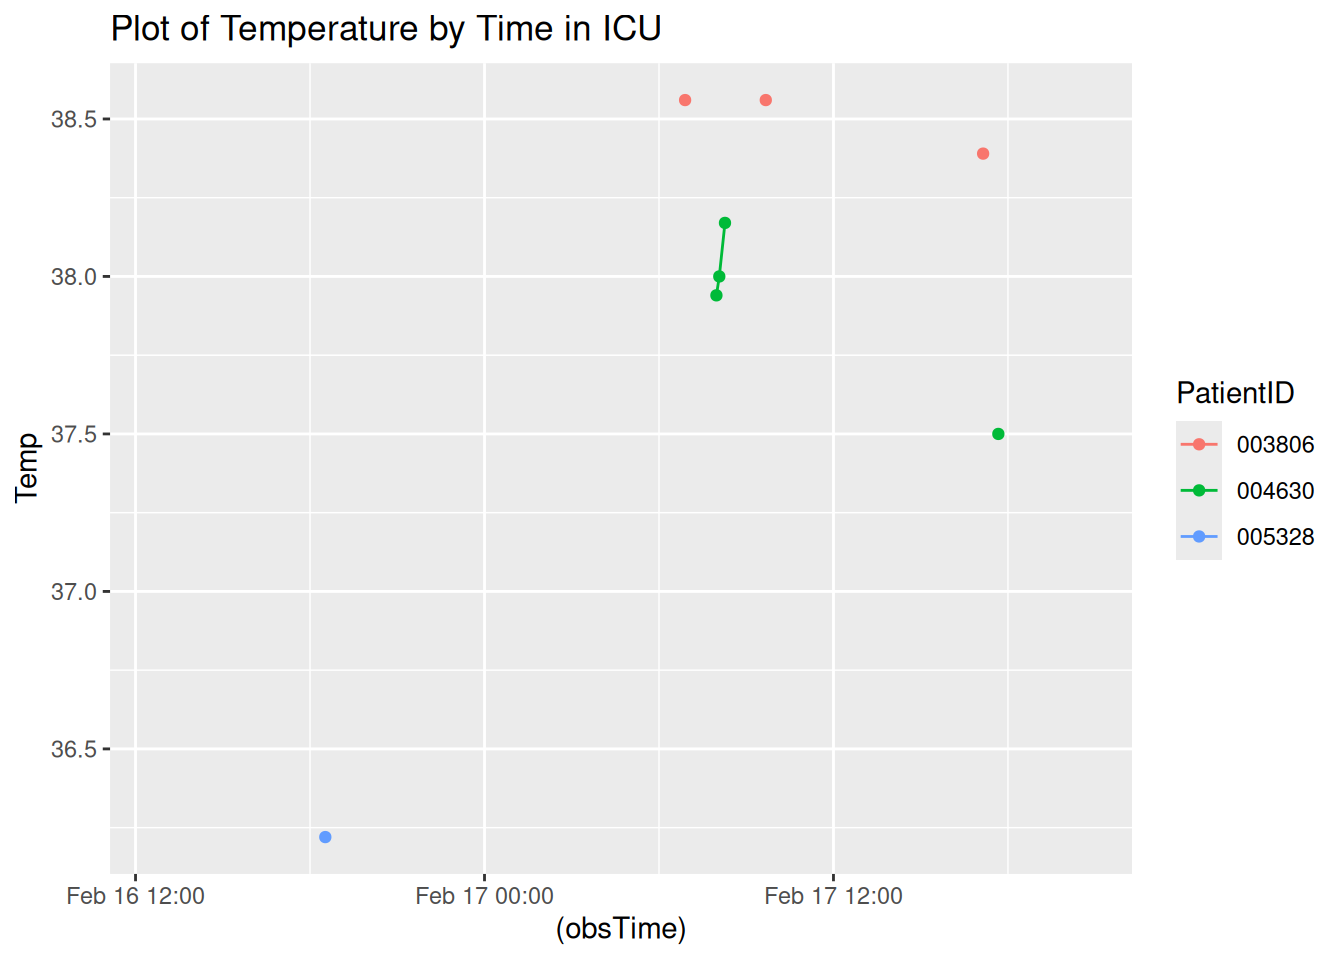 Plot of Temperature by Time in ICU
38.5
38.0
37.5
37.0
36.5
Temp
Feb 16 12:00
Feb 17 00:00
Feb 17 12:00
(obsTime)
PatientID
003806
004630
005328